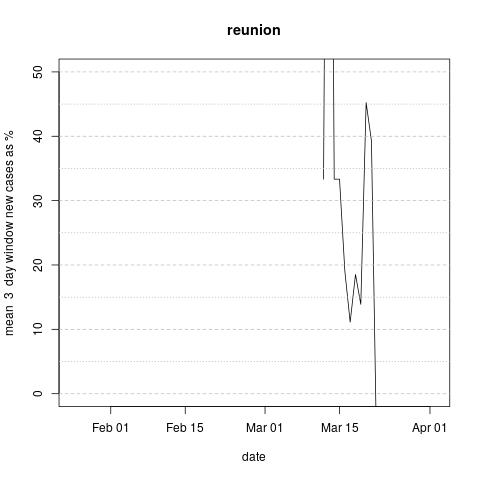 reunion
mean 3 day window new cases as %
50
40
30
20
10
0
Feb 01
Feb 15
Mar 01
Mar 15
Apr 01
date